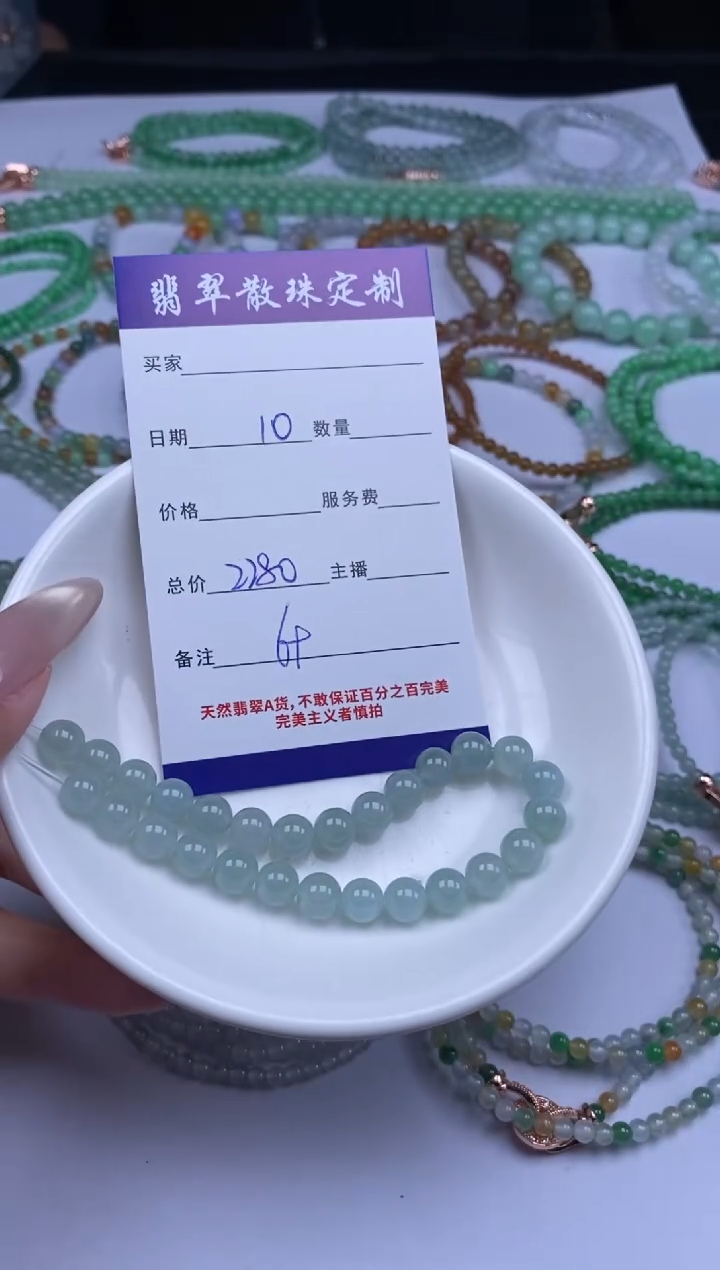 翡翠散珠定制
买家
日期 10 数量
价格 服务费
总价 2280 主播
备注
天然翡翠A货,不敢保证百分之百完美
完美主义者慎拍